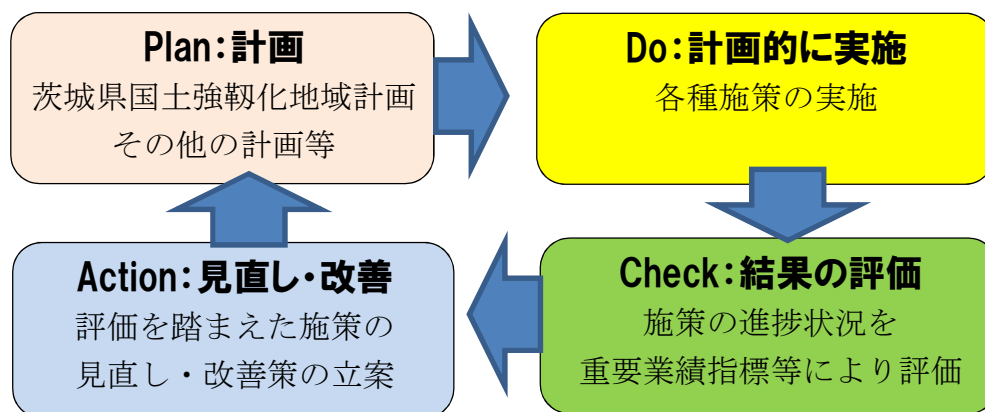 Plan:計画
茨城県国土強靱化地域計画
その他の計画等
Do:計画的に実施
各種施策の実施
Check:結果の評価
施策の進捗状況を
重要業績指標等により評価
Action:見直し・改善
評価を踏まえた施策の
見直し・改善策の立案